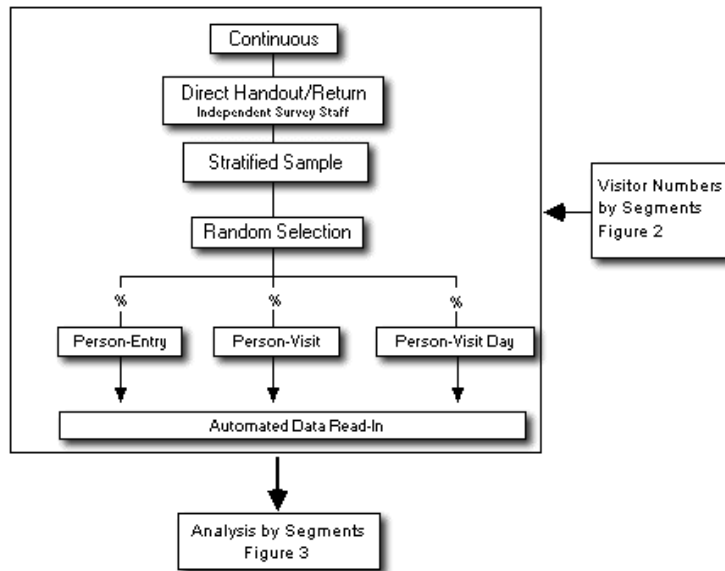 Continuous
Direct Handout/Return
Independent Survey Staff
Stratified Sample
Visitor Numbers
by Segments
Figure 2
Random Selection
%
%
%
Person-Entry
Person-Visit
Person-Visit Day
Automated Data Read-In
Analysis by Segments
Figure 3